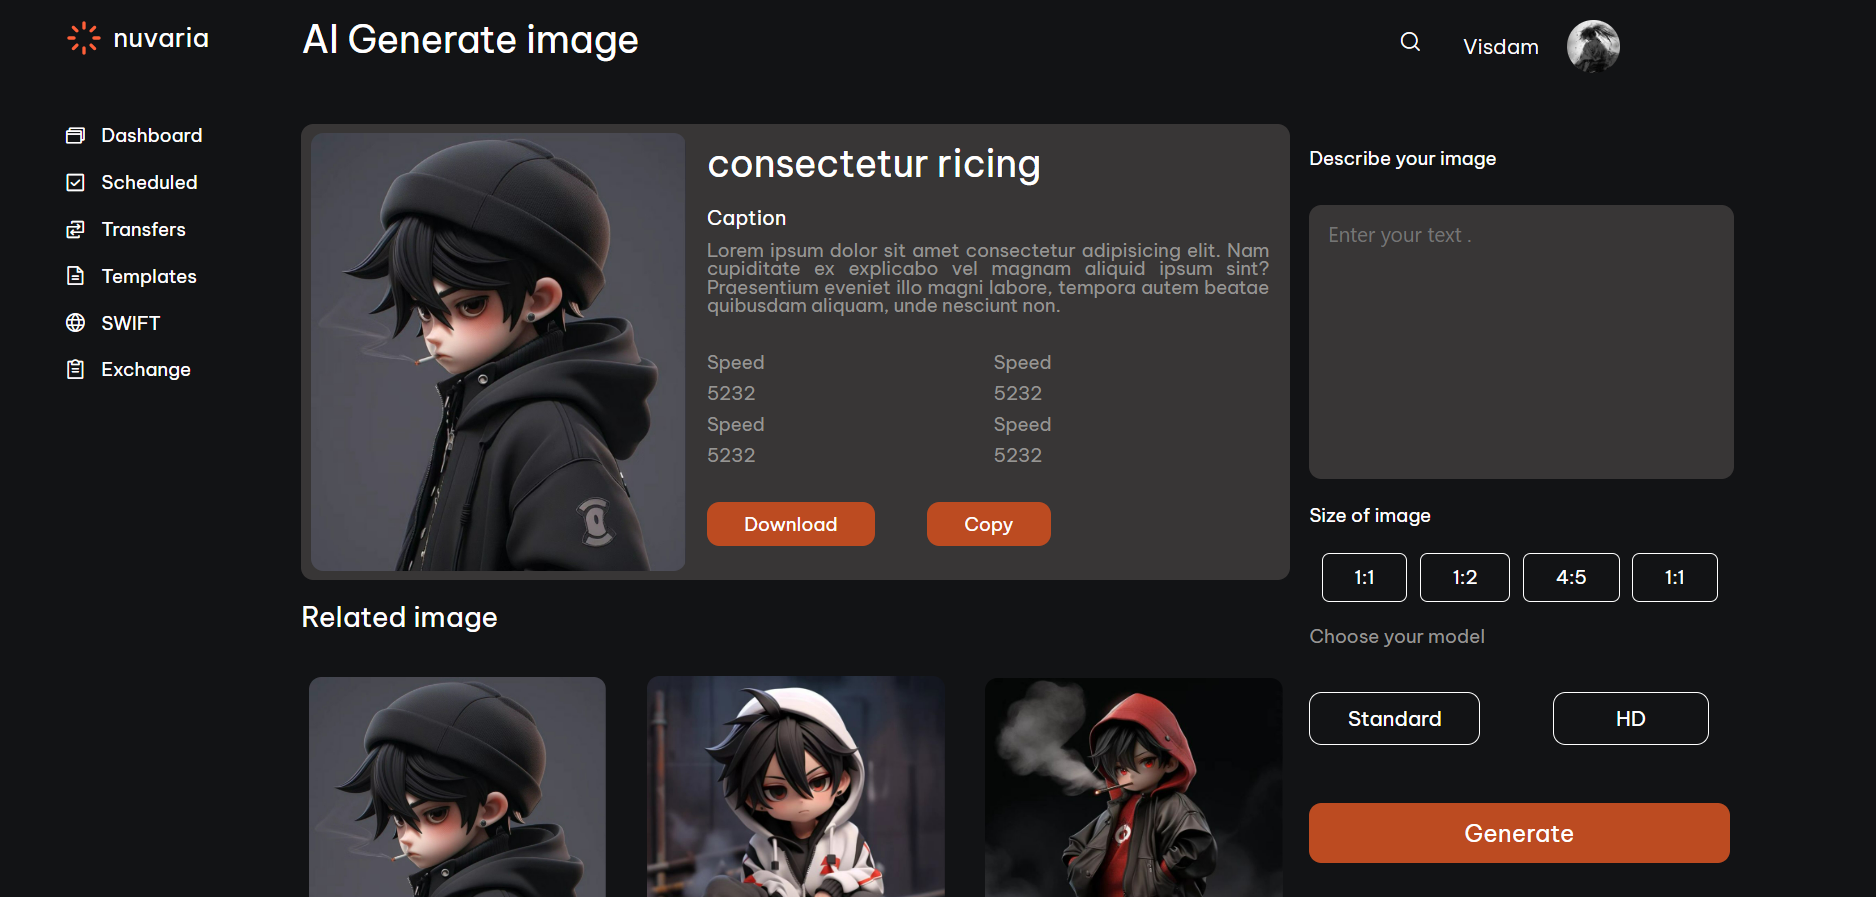 nuvaria
AI Generate image
Visdam
Dashboard
Scheduled
Transfers
Templates
SWIFT
Exchange
consectetur ricing
Caption
Lorem ipsum dolor sit amet consectetur adipisicing elit. Nam
cupiditate ex explicabo vel magnam aliquid ipsum sint?
Praesentium eveniet illo magni labore, tempora autem beatae
quibusdam aliquam, unde nesciunt non.
Speed
Speed
5232
5232
Speed
Speed
5232
5232
Download
Copy
Related image
Describe your image
Enter your text .
Size of image
1:1
1:2
4:5
1:1
Choose your model
Standard
HD
Generate